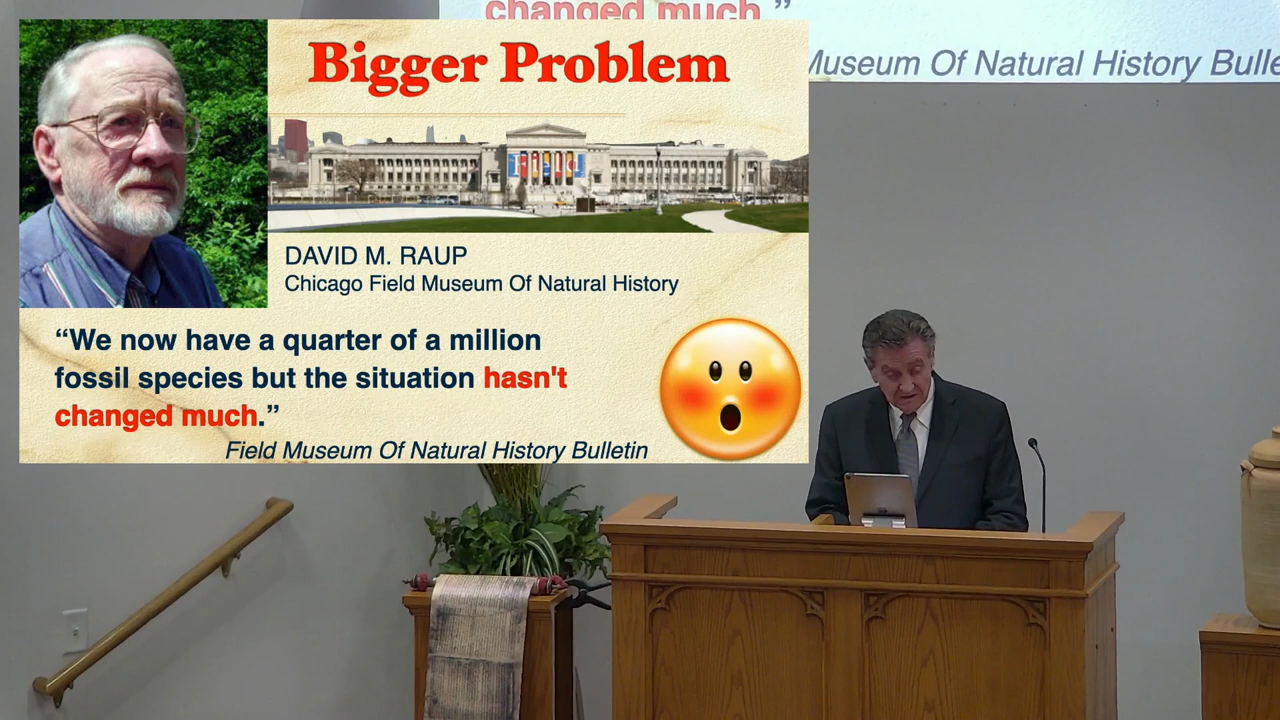 Bigger Problem
Field
DAVID M. RAUP
Chicago Field Museum Of Natural History
“We now have a quarter of a million
fossil species but the situation hasn't
changed much.”
Field Museum Of Natural History Bulletin
changed much.”
Museum Of Natural History Bulle